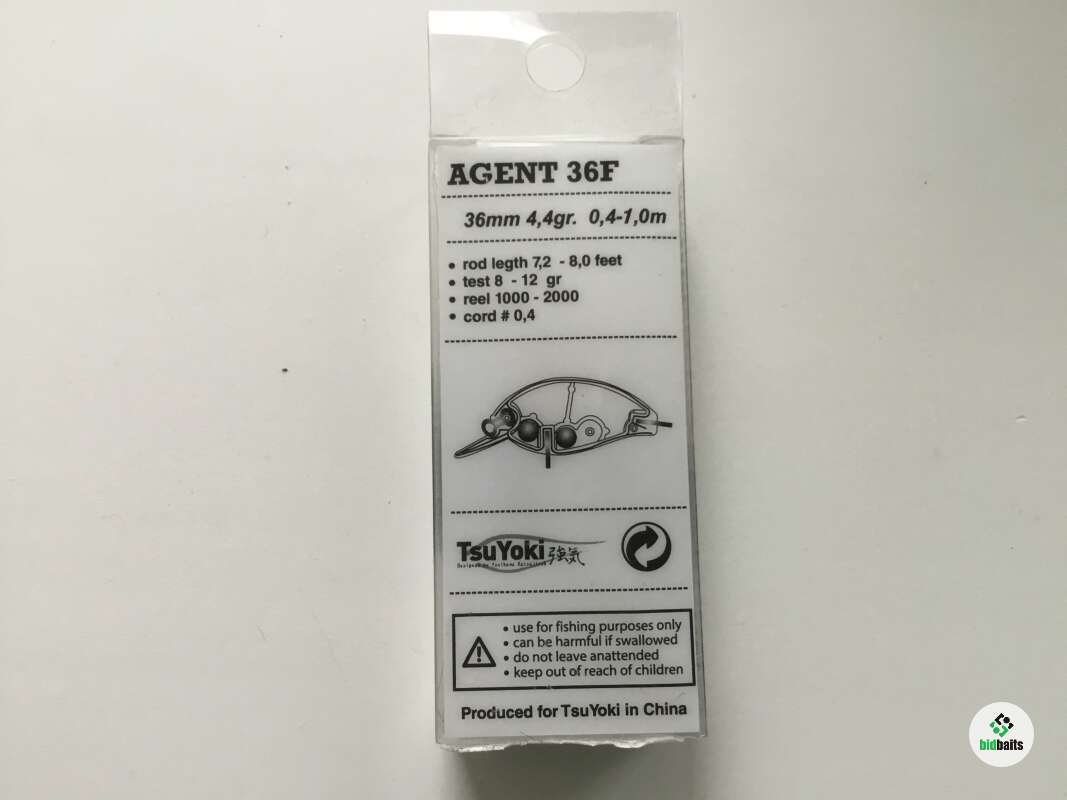 AGENT 36F
36mm 4,4gr. 0,4-1,0m
• rod legth 7,2 - 8,0 feet
• test 8 - 12 gr
• reel 1000 - 2000
• cord # 0,4
TsuYoki 強気
• use for fishing purposes only
• can be harmful if swallowed
• do not leave anattended
• keep out of reach of children
Produced for TsuYoki in China
bidbaits